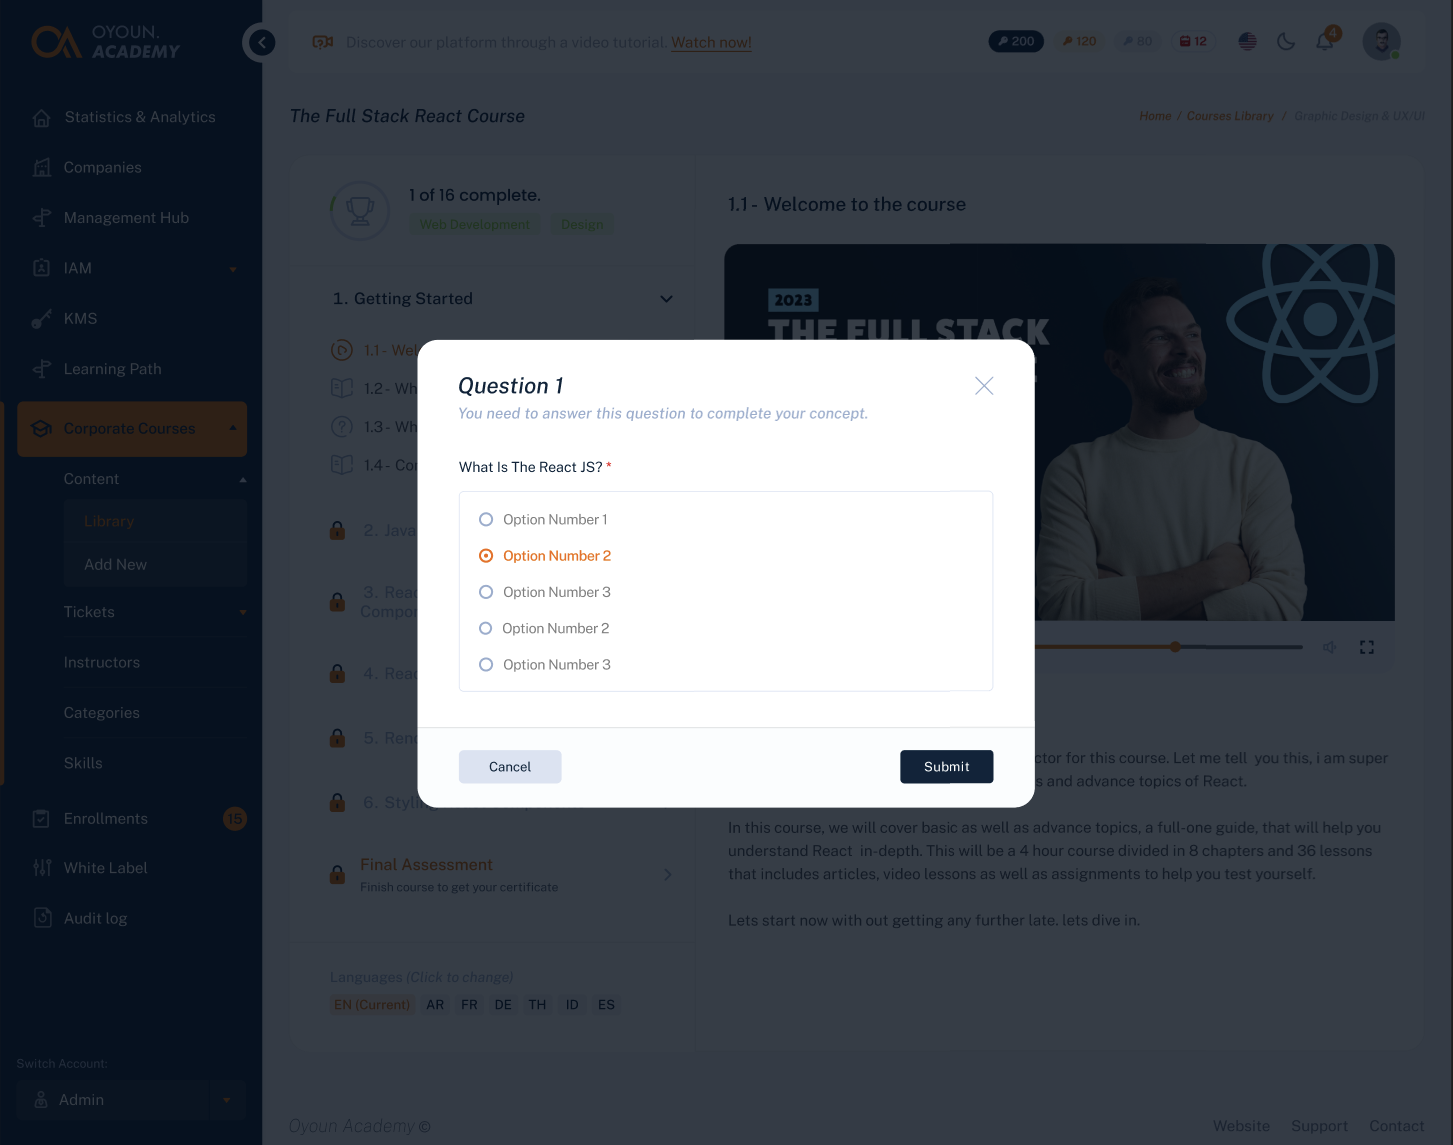 OYOUN.
ACADEMY
Discover our platform through a video tutorial. Watch now!
200
120
80
12
4
Statistics & Analytics
Companies
Management Hub
IAM
KMS
Learning Path
Corporate Courses
Content
Library
Add New
Tickets
Instructors
Categories
Skills
Enrollments
15
White Label
Audit log
Switch Account:
Admin
The Full Stack React Course
Home / Courses Library / Graphic Design & UX/UI
1 of 16 complete.
Web Development
Design
1. Getting Started
1.1 - Wel
1.2 - Wh
1.3 - Wh
1.4 - Co
2. Java
3. Rea
Compo
4. Rea
5. Ren
6. Styli
Final Assessment
Finish course to get your certificate
Languages (Click to change)
EN (Current) AR FR DE TH ID ES
1.1 - Welcome to the course
2023
THE FULL STACK
Question 1
You need to answer this question to complete your concept.
What Is The React JS? *
Option Number 1
Option Number 2
Option Number 3
Option Number 2
Option Number 3
Cancel
Submit
ctor for this course. Let me tell you this, i am super
s and advance topics of React.
In this course, we will cover basic as well as advance topics, a full-one guide, that will help you
understand React in-depth. This will be a 4 hour course divided in 8 chapters and 36 lessons
that includes articles, video lessons as well as assignments to help you test yourself.
Lets start now with out getting any further late. lets dive in.
Oyoun Academy ©
Website Support Contact